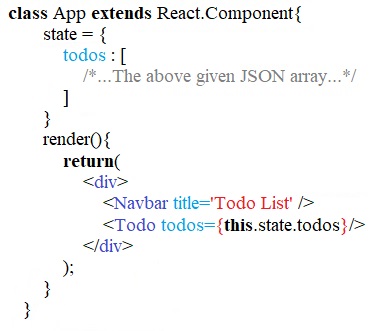 class App extends React.Component{
state = {
todos : [
/*...The above given JSON array...*/
]
}
render(){
return(
<div>
<Navbar title='Todo List' />
<Todo todos={this.state.todos}/>
</div>
);
}
}